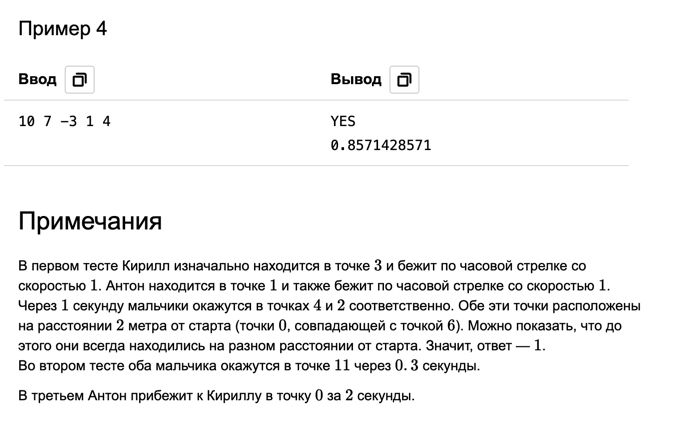 Пример 4
Ввод Вывод
10 7 -3 1 4 YES
0.8571428571
Примечания
В первом тесте Кирилл изначально находится в точке 3 и бежит по часовой стрелке со
скоростью 1. Антон находится в точке 1 и также бежит по часовой стрелке со скоростью 1.
Через 1 секунду мальчики окажутся в точках 4 и 2 соответственно. Обе эти точки расположены
на расстоянии 2 метра от старта (точки 0, совпадающей с точкой 6). Можно показать, что до
этого они всегда находились на разном расстоянии от старта. Значит, ответ — 1.
Во втором тесте оба мальчика окажутся в точке 11 через 0.3 секунды.
В третьем Антон прибежит к Кириллу в точку 0 за 2 секунды.